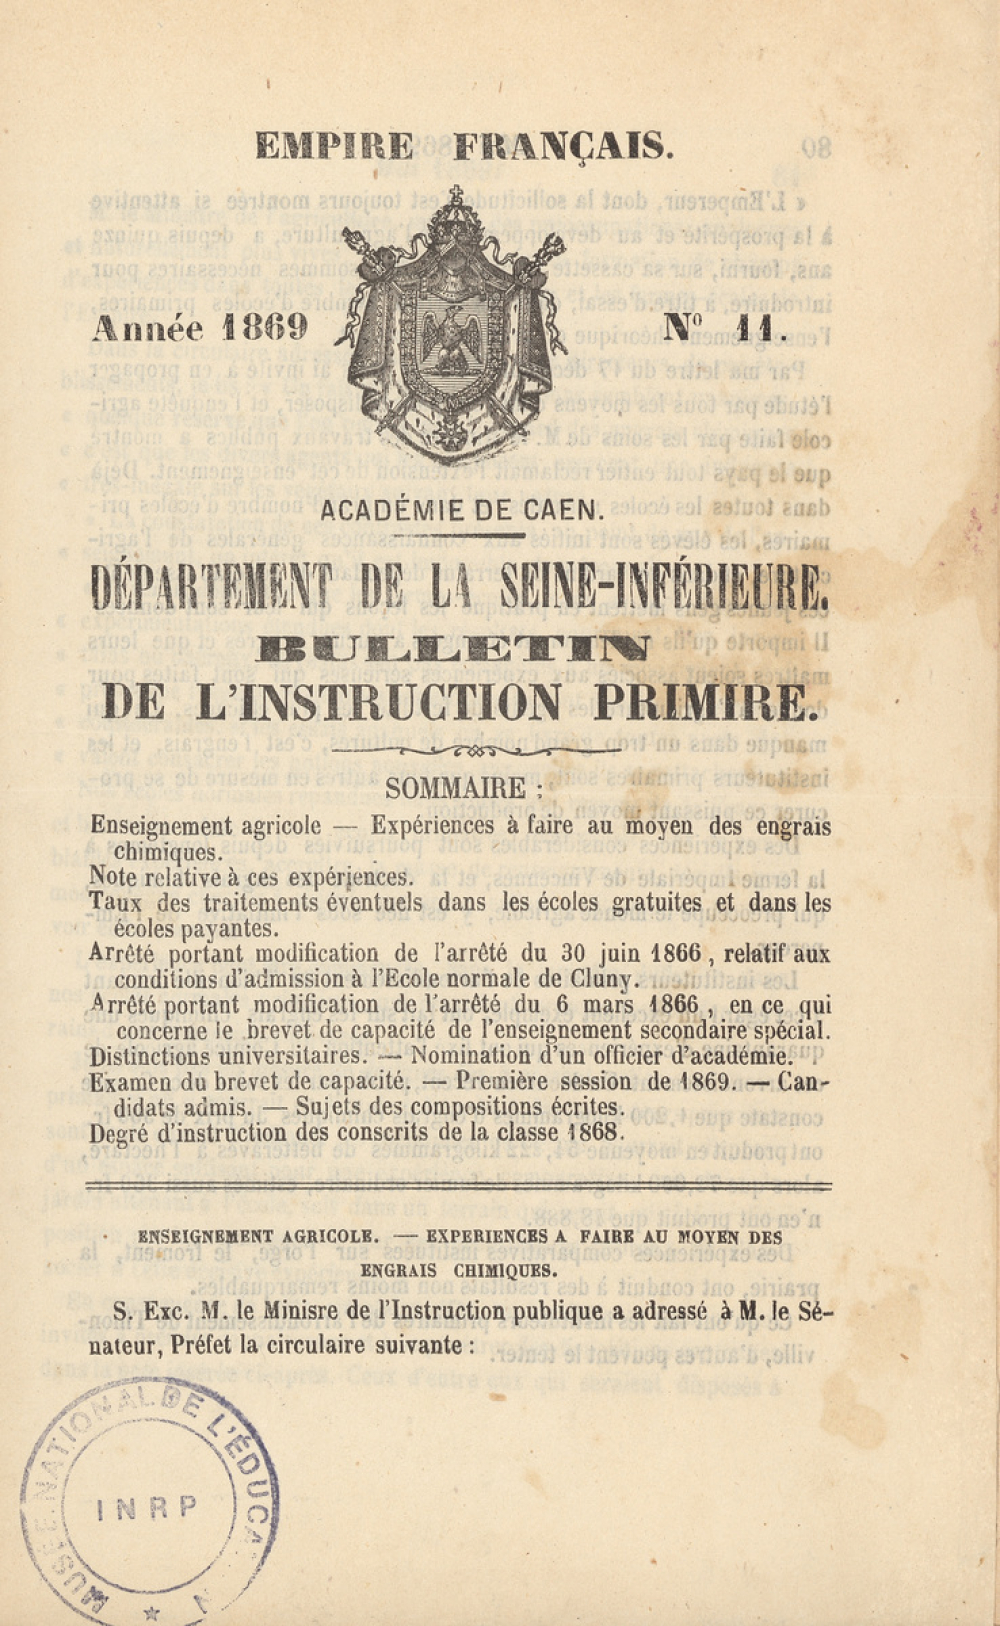 EMPIRE FRANÇAIS.
Année 1869
Nº 11.
ACADÉMIE DE CAEN.
DÉPARTEMENT DE LA SEINE-INFÉRIEURE.
BULLETIN
DE L'INSTRUCTION PRIMIRE.
SOMMAIRE :
Enseignement agricole — Expériences à faire au moyen des engrais
chimiques.
Note relative à ces expériences.
Taux des traitements éventuels dans les écoles gratuites et dans les
écoles payantes.
Arrêté portant modification de l'arrêté du 30 juin 1866, relatif aux
conditions d'admission à l'Ecole normale de Cluny.
Arrêté portant modification de l'arrêté du 6 mars 1866, en ce qui
concerne le brevet de capacité de l'enseignement secondaire spécial.
Distinctions universitaires. — Nomination d'un officier d'académie.
Examen du brevet de capacité. — Première session de 1869. — Can-
didats admis. — Sujets des compositions écrites.
Degré d'instruction des conscrits de la classe 1868.
ENSEIGNEMENT AGRICOLE. — EXPERIENCES A FAIRE AU MOYEN DES
ENGRAIS CHIMIQUES.
S. Exc. M. le Minisre de l'Instruction publique a adressé à M. le Sé-
nateur, Préfet la circulaire suivante :
MUSÉE NATIONAL DE L'ÉDUCA
INRP